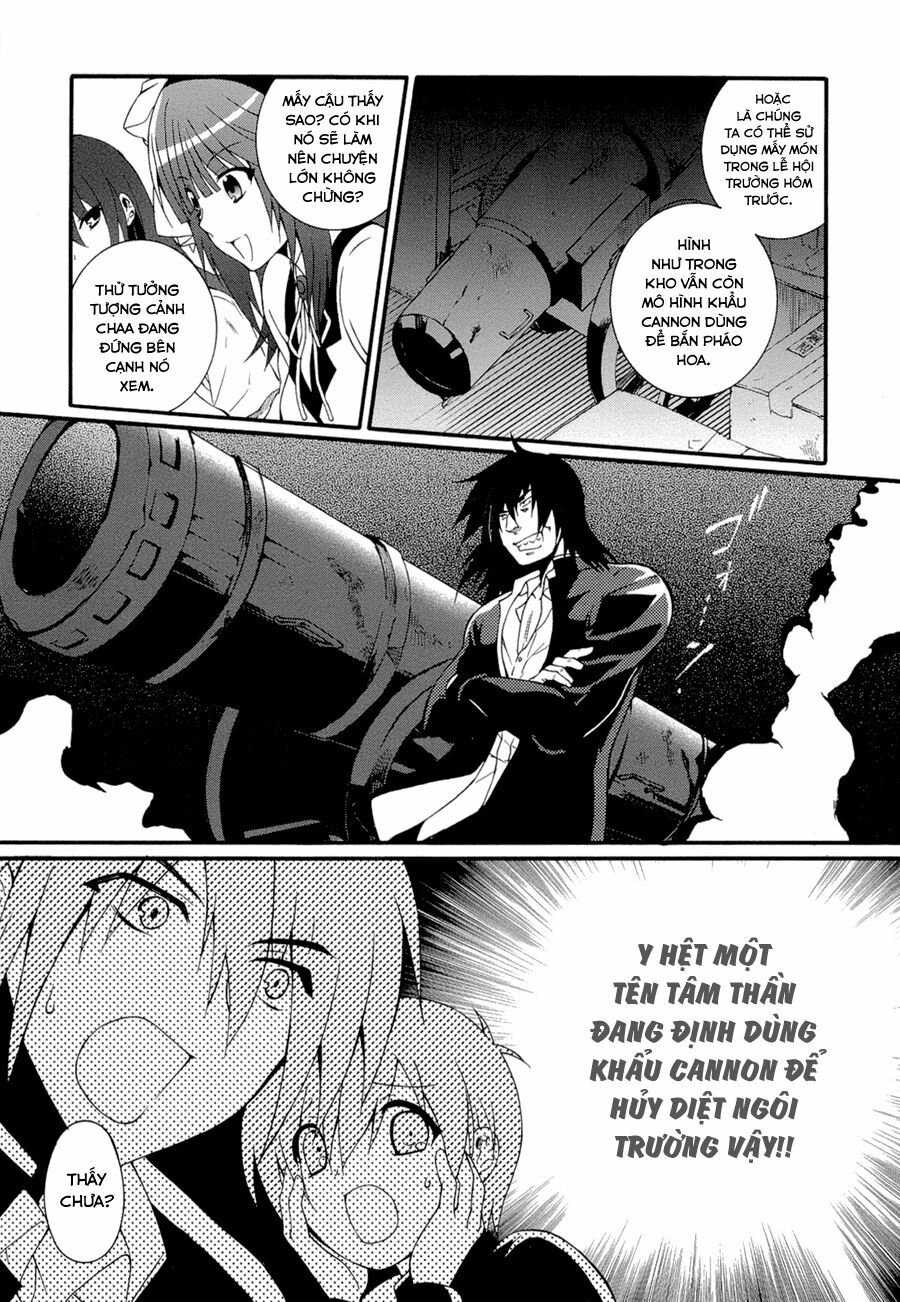 HOẶC
LÀ CHÚNG
TA CÓ THỂ SỬ
DỤNG MẤY MÓN
TRONG LỄ HỘI
TRƯỜNG HÔM
TRƯỚC.
HÌNH
NHƯ TRONG
KHO VẪN CÒN
MÔ HÌNH KHẨU
CANNON DÙNG
ĐỂ BẮN PHÁO
HOA.
MẤY CẬU THẤY
SAO? CÓ KHI
NÓ SẼ LÀM
NÊN CHUYỆN
LỚN KHÔNG
CHỪNG?
THỬ TƯỞNG
TƯỢNG CẢNH
CHAA ĐANG
ĐỨNG BÊN
CẠNH NÓ
XEM.
Y HỆT MỘT
TÊN TÂM THẦN
ĐANG ĐỊNH DÙNG
KHẨU CANNON ĐỂ
HỦY DIỆT NGÔI
TRƯỜNG VẬY!!
THẤY
CHƯA?